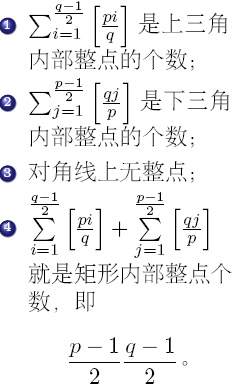 1 $\sum_{i=1}^{\frac{q-1}{2}} \left[\frac{pi}{q}\right]$ 是上三角
内部整点的个数；
2 $\sum_{j=1}^{\frac{p-1}{2}} \left[\frac{qj}{p}\right]$ 是下三角
内部整点的个数；
3 对角线上无整点；
4 $\sum_{i=1}^{\frac{q-1}{2}} \left[\frac{pi}{q}\right] + \sum_{j=1}^{\frac{p-1}{2}} \left[\frac{qj}{p}\right]$
就是矩形内部整点个
数，即
$\frac{p-1}{2}\frac{q-1}{2}$。